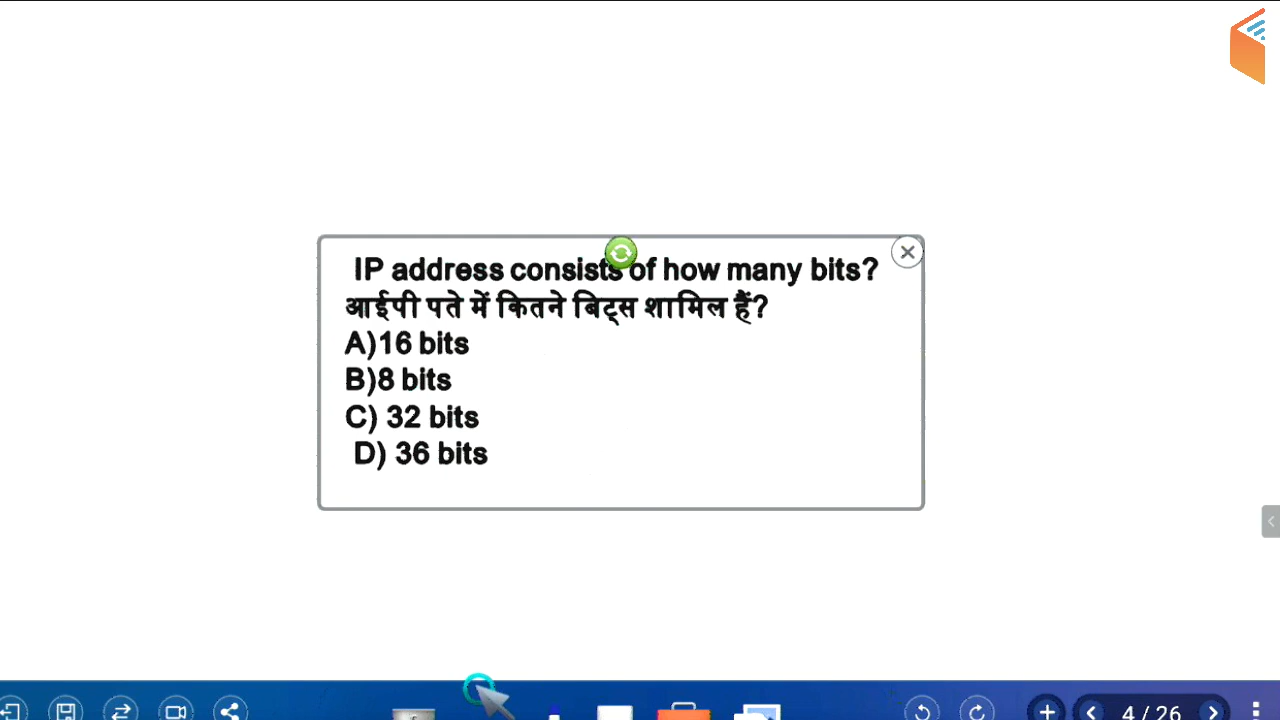 IP address consists of how many bits?
आईपी पते में कितने बिट्स शामिल हैं?
A)16 bits
B)8 bits
C) 32 bits
D) 36 bits
4 / 26